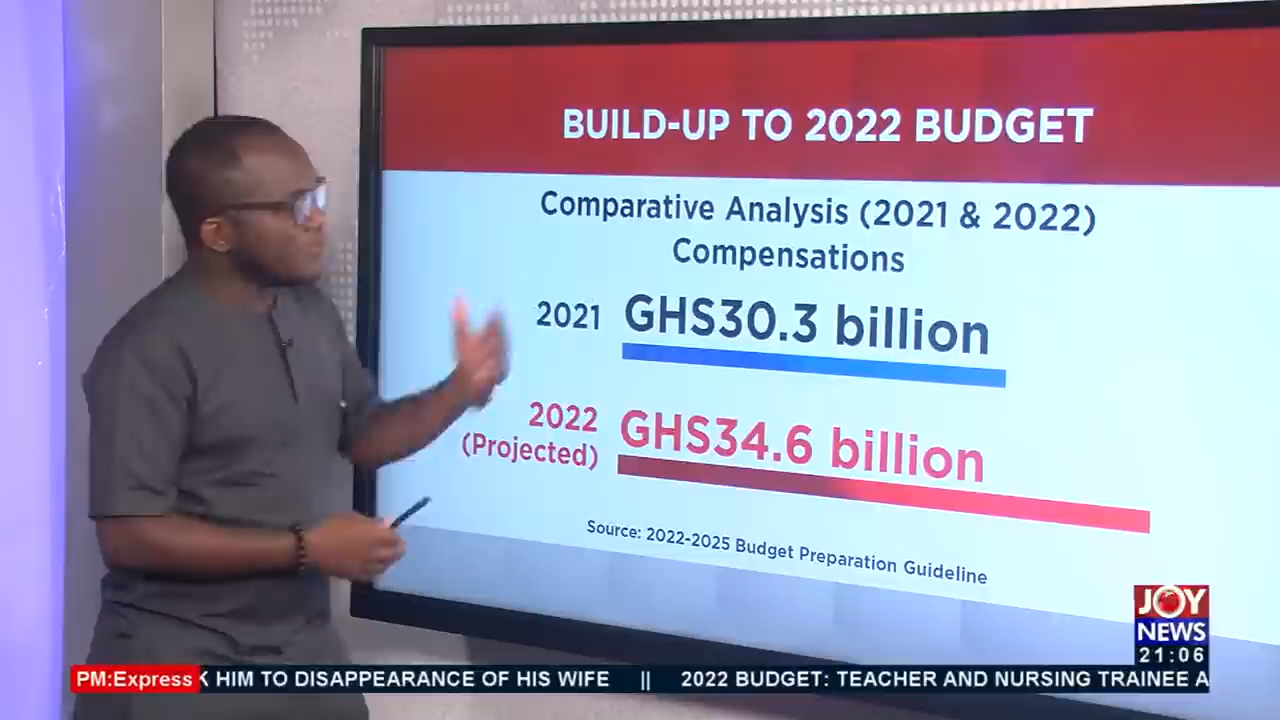 BUILD-UP TO 2022 BUDGET
Comparative Analysis (2021 & 2022)
Compensations
2021 GHS30.3 billion
2022
(Projected)
GHS34.6 billion
Source: 2022-2025 Budget Preparation Guideline
JOY
NEWS
21:06
PM:Express
HIM TO DISAPPEARANCE OF HIS WIFE || 2022 BUDGET: TEACHER AND NURSING TRAINEE A